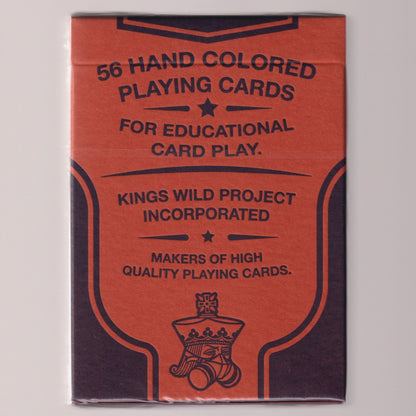 56 HAND COLORED
PLAYING CARDS
FOR EDUCATIONAL
CARD PLAY.
KINGS WILD PROJECT
INCORPORATED
MAKERS OF HIGH
QUALITY PLAYING CARDS.